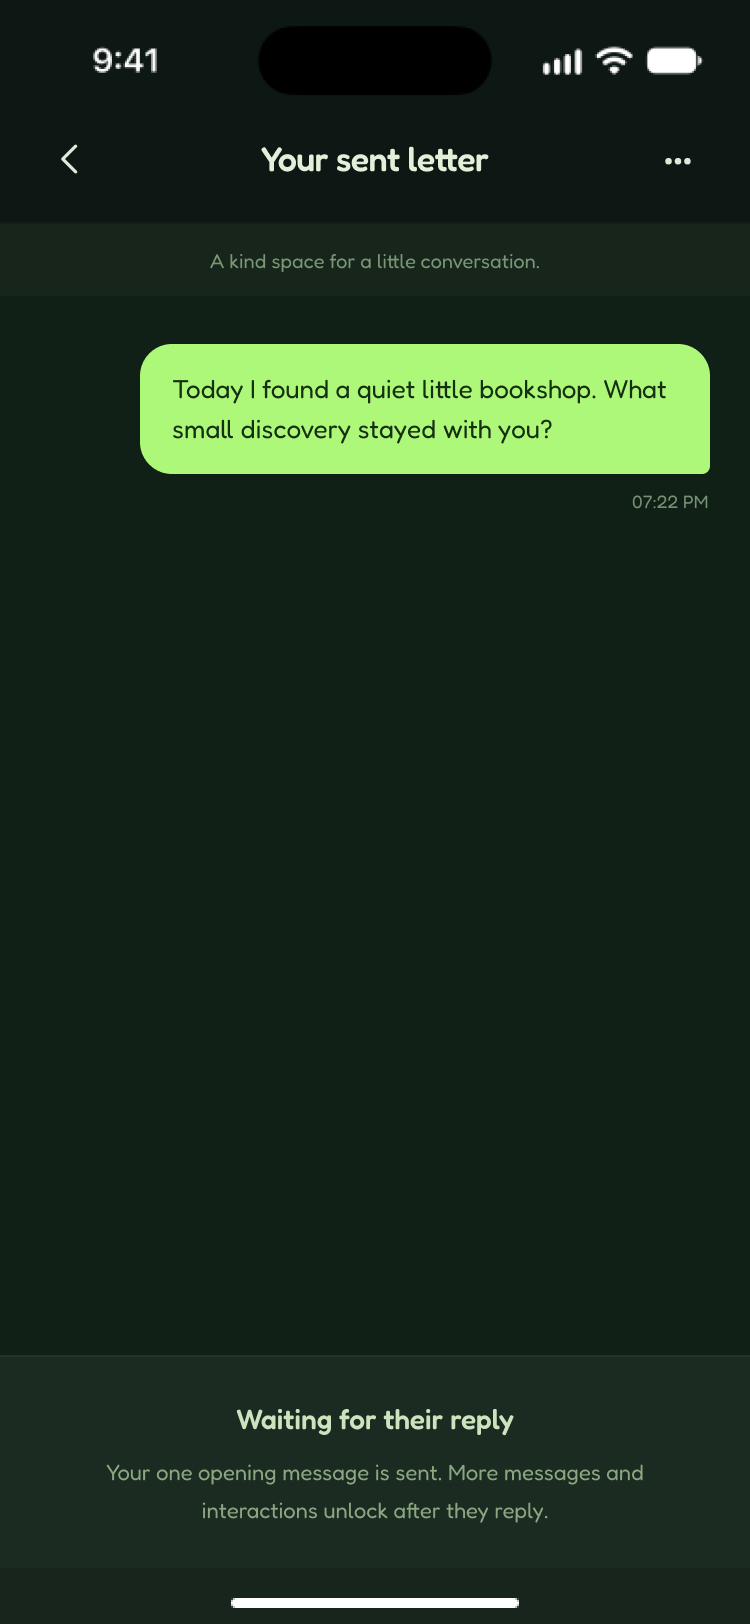 9:41
Your sent letter
A kind space for a little conversation.
Today I found a quiet little bookshop. What
small discovery stayed with you?
07:22 PM
Waiting for their reply
Your one opening message is sent. More messages and
interactions unlock after they reply.